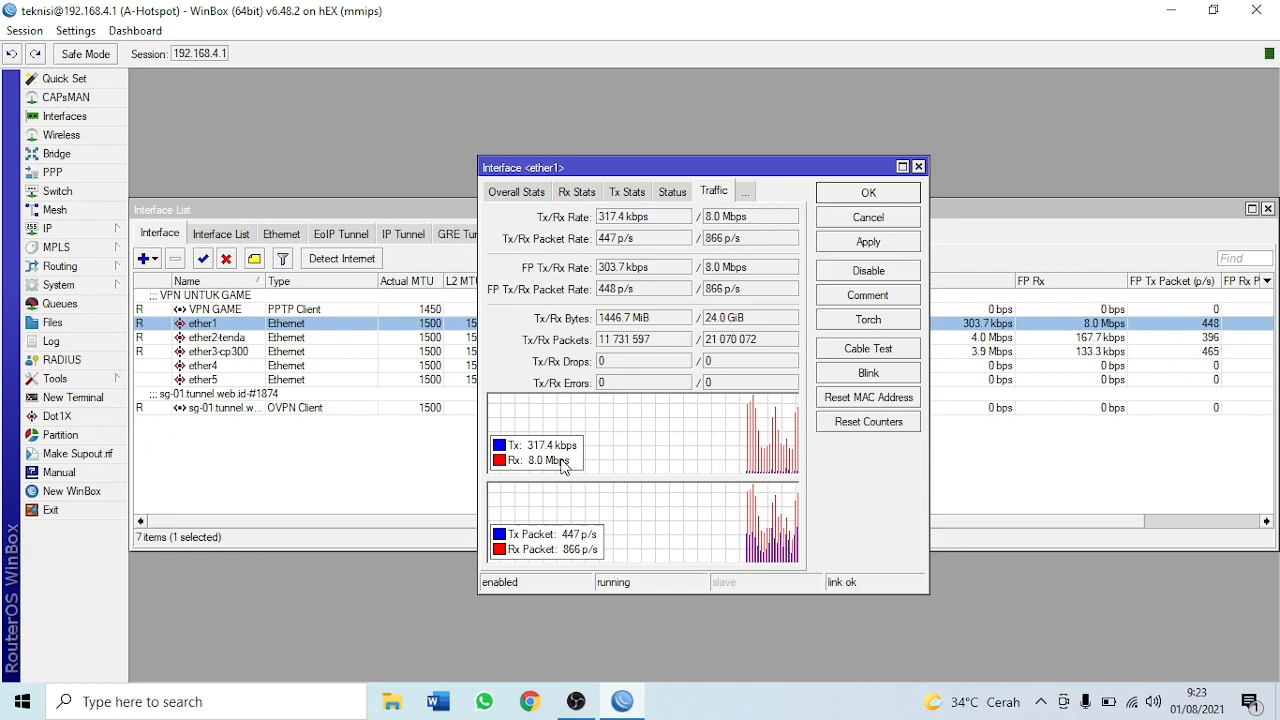 teknisi@192.168.4.1 (A-Hotspot) - WinBox (64bit) v6.48.2 on hEX (mmips)
Session Settings Dashboard
Safe Mode Session: 192.168.4.1
Quick Set
CAPsMAN
Interfaces
Wireless
Bridge
PPP
Switch
Mesh
IP
MPLS
Routing
System
Queues
Files
Log
RADIUS
Tools
New Terminal
Dot1X
Partition
Make Supout.rif
Manual
New WinBox
Exit
RouterOS WinBox
Interface List
Interface Interface List Ethernet EoIP Tunnel IP Tunnel GRE Tun
Detect Internet Find
Name / Type Actual MTU L2 MT FP Rx FP Tx Packet (p/s) FP Rx P
::: VPN UNTUK GAME
R VPN GAME PPTP Client 1450 0 bps 0 bps 0
R ether1 Ethernet 1500 15 303.7 kbps 8.0 Mbps 448
R ether2-tenda Ethernet 1500 15 4.0 Mbps 167.7 kbps 396
R ether3-cp300 Ethernet 1500 15 3.9 Mbps 133.3 kbps 465
ether4 Ethernet 1500 15 0 bps 0 bps 0
ether5 Ethernet 1500 15 0 bps 0 bps 0
::: sg-01.tunnel.web.id-#1874
R sg-01.tunnel.w... OVPN Client 1500 0 bps 0 bps 0
7 items (1 selected)
Interface <ether1>
Overall Stats Rx Stats Tx Stats Status Traffic ...
Tx/Rx Rate: 317.4 kbps / 8.0 Mbps
Tx/Rx Packet Rate: 447 p/s / 866 p/s
FP Tx/Rx Rate: 303.7 kbps / 8.0 Mbps
FP Tx/Rx Packet Rate: 448 p/s / 866 p/s
Tx/Rx Bytes: 1446.7 MiB / 24.0 GiB
Tx/Rx Packets: 11 731 597 / 21 070 072
Tx/Rx Drops: 0 / 0
Tx/Rx Errors: 0 / 0
Tx: 317.4 kbps
Rx: 8.0 Mbps
Tx Packet: 447 p/s
Rx Packet: 866 p/s
OK
Cancel
Apply
Disable
Comment
Torch
Cable Test
Blink
Reset MAC Address
Reset Counters
enabled running slave link ok
Type here to search
34°C Cerah
9:23
01/08/2021
1